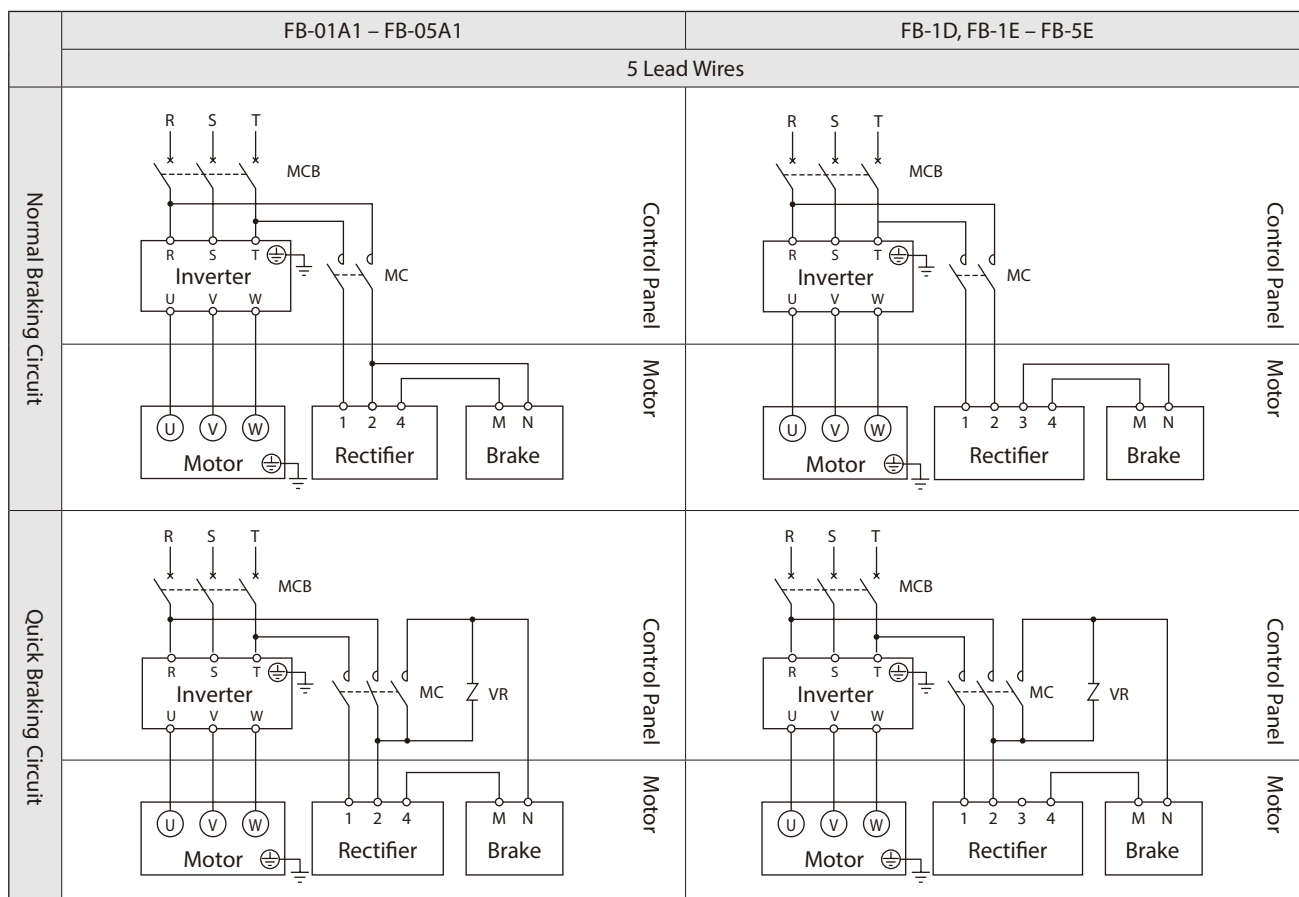 FB-01A1 – FB-05A1
FB-1D, FB-1E – FB-5E
5 Lead Wires
Normal Braking Circuit
R S T
MCB
R S T
Inverter
U V W
MC
Control Panel
Motor
U V W
Motor
1 2 4
Rectifier
M N
Brake
R S T
MCB
R S T
Inverter
U V W
MC
Control Panel
Motor
U V W
Motor
1 2 3 4
Rectifier
M N
Brake
Quick Braking Circuit
R S T
MCB
R S T
Inverter
U V W
MC
VR
Control Panel
Motor
U V W
Motor
1 2 4
Rectifier
M N
Brake
R S T
MCB
R S T
Inverter
U V W
MC
VR
Control Panel
Motor
U V W
Motor
1 2 3 4
Rectifier
M N
Brake